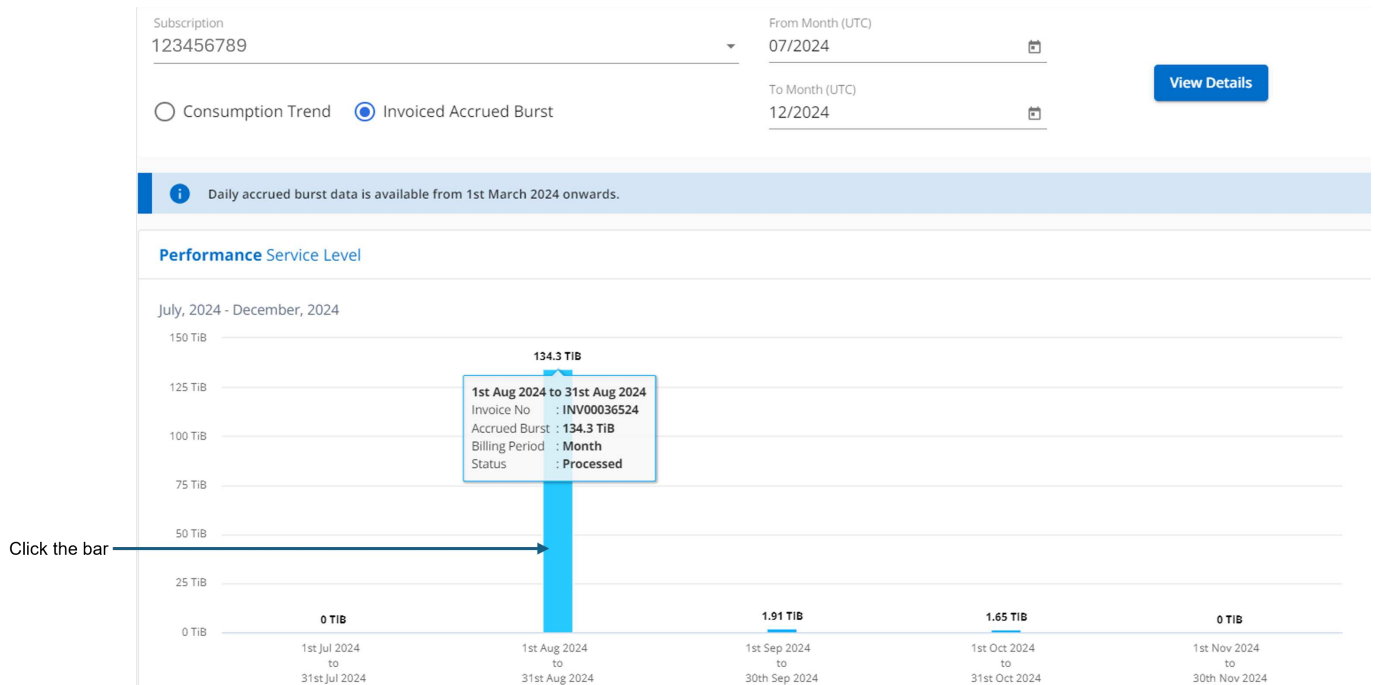 Subscription
123456789
From Month (UTC)
07/2024
To Month (UTC)
12/2024
View Details
Consumption Trend
Invoiced Accrued Burst
Daily accrued burst data is available from 1st March 2024 onwards.
Performance Service Level
July, 2024 - December, 2024
150 TiB
125 TiB
100 TiB
75 TiB
50 TiB
25 TiB
0 TiB
134.3 TIB
1st Aug 2024 to 31st Aug 2024
Invoice No : INV00036524
Accrued Burst : 134.3 TiB
Billing Period : Month
Status : Processed
Click the bar
0 TIB
1.91 TIB
1.65 TIB
0 TIB
1st Jul 2024
to
31st Jul 2024
1st Aug 2024
to
31st Aug 2024
1st Sep 2024
to
30th Sep 2024
1st Oct 2024
to
31st Oct 2024
1st Nov 2024
to
30th Nov 2024